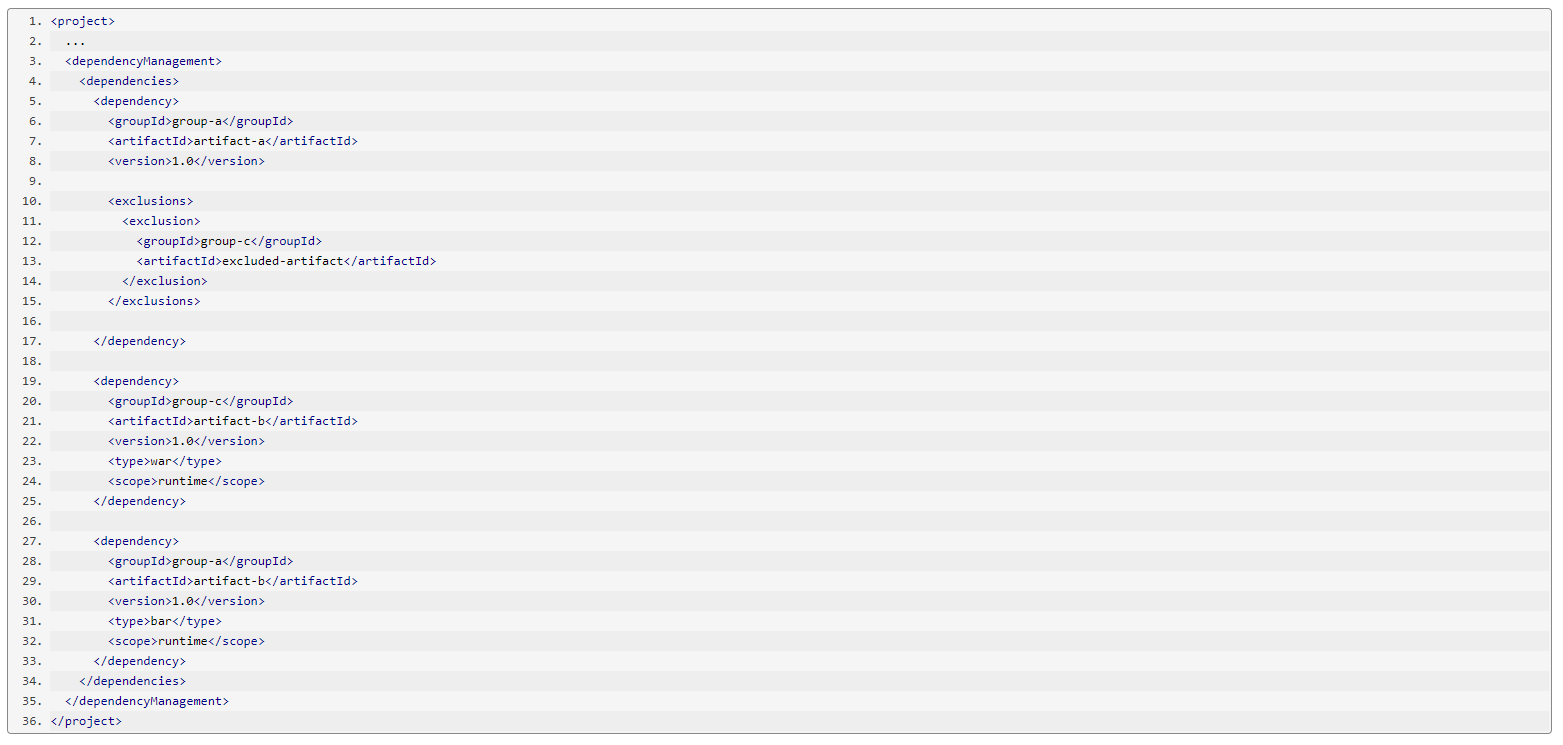 1. <project>
2.   ...
3.   <dependencyManagement>
4.     <dependencies>
5.       <dependency>
6.         <groupId>group-a</groupId>
7.         <artifactId>artifact-a</artifactId>
8.         <version>1.0</version>
9.
10.         <exclusions>
11.           <exclusion>
12.             <groupId>group-c</groupId>
13.             <artifactId>excluded-artifact</artifactId>
14.           </exclusion>
15.         </exclusions>
16.
17.       </dependency>
18.
19.       <dependency>
20.         <groupId>group-c</groupId>
21.         <artifactId>artifact-b</artifactId>
22.         <version>1.0</version>
23.         <type>war</type>
24.         <scope>runtime</scope>
25.       </dependency>
26.
27.       <dependency>
28.         <groupId>group-a</groupId>
29.         <artifactId>artifact-b</artifactId>
30.         <version>1.0</version>
31.         <type>bar</type>
32.         <scope>runtime</scope>
33.       </dependency>
34.     </dependencies>
35.   </dependencyManagement>
36. </project>